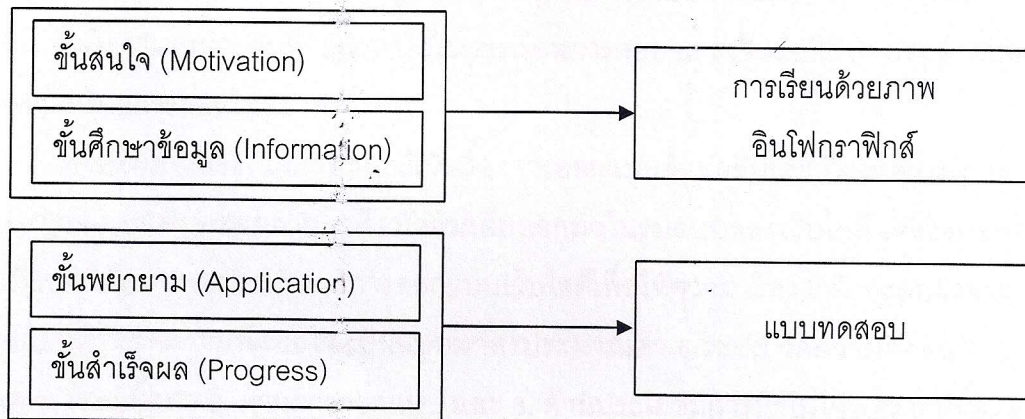 ขั้นสนใจ (Motivation)
ขั้นศึกษาข้อมูล (Information)
การเรียนด้วยภาพ
อินโฟกราฟิกส์
ขั้นพยายาม (Application)
ขั้นสำเร็จผล (Progress)
แบบทดสอบ